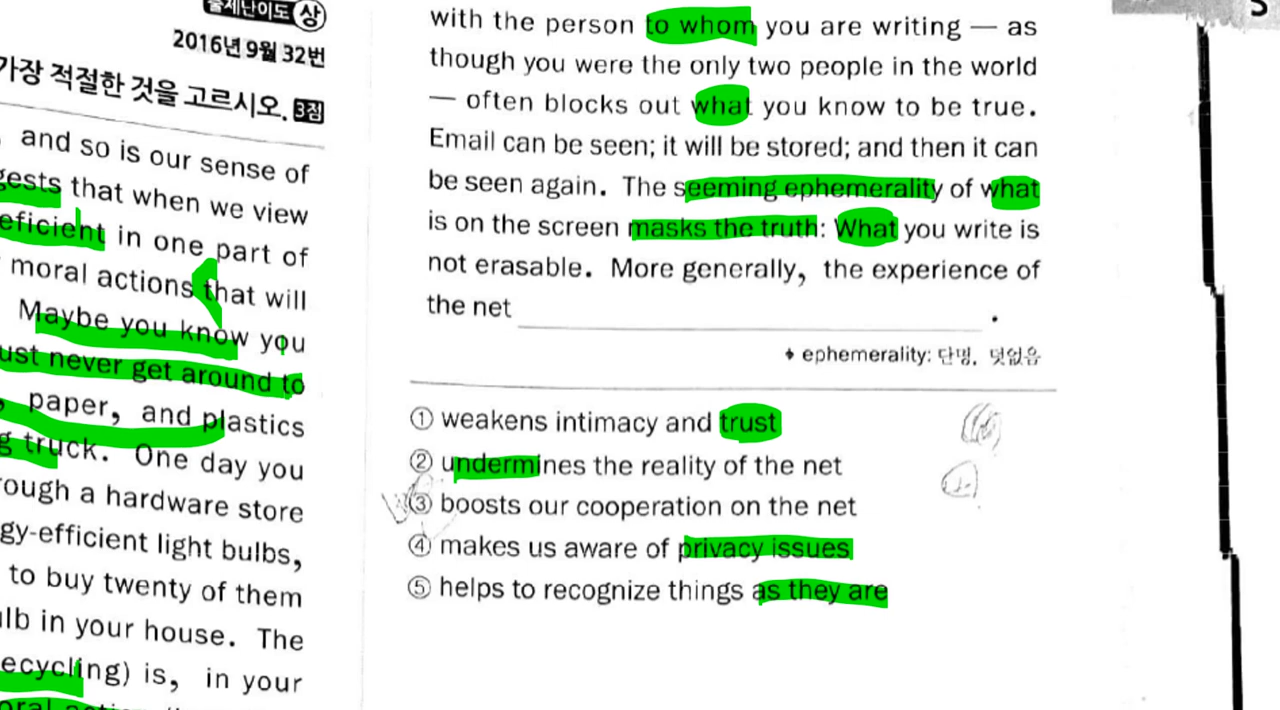 출제난이도 상
2016년 9월 32번
가장 적절한 것을 고르시오. 3점
and so is our sense of
that when we view
in one part of
moral actions that will
Maybe you know you
never get around to
paper, and plastics
truck. One day you
a hardware store
light bulbs,
to buy twenty of them
in your house. The
is, in your
with the person to whom you are writing — as
though you were the only two people in the world
— often blocks out what you know to be true.
Email can be seen; it will be stored; and then it can
be seen again. The seeming ephemerality of what
is on the screen masks the truth: What you write is
not erasable. More generally, the experience of
the net .
♦ ephemerality: 단명, 덧없음
① weakens intimacy and trust
② undermines the reality of the net
③ boosts our cooperation on the net
④ makes us aware of privacy issues
⑤ helps to recognize things as they are